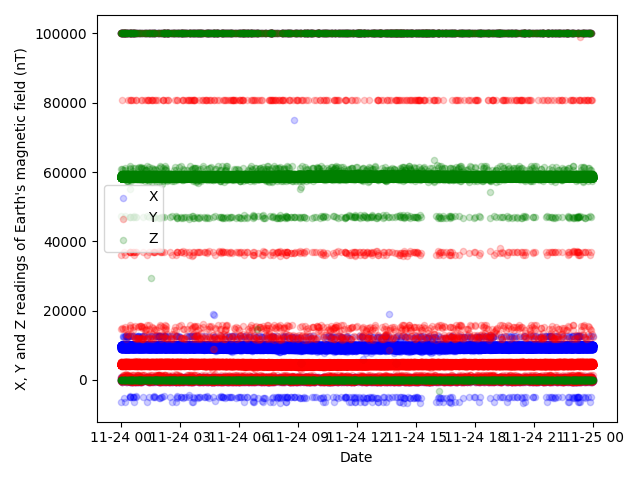 X, Y and Z readings of Earth's magnetic field (nT)
100000
80000
60000
40000
20000
0
X
Y
Z
11-24 00 11-24 03 11-24 06 11-24 09 11-24 12 11-24 15 11-24 18 11-24 21 11-25 00
Date